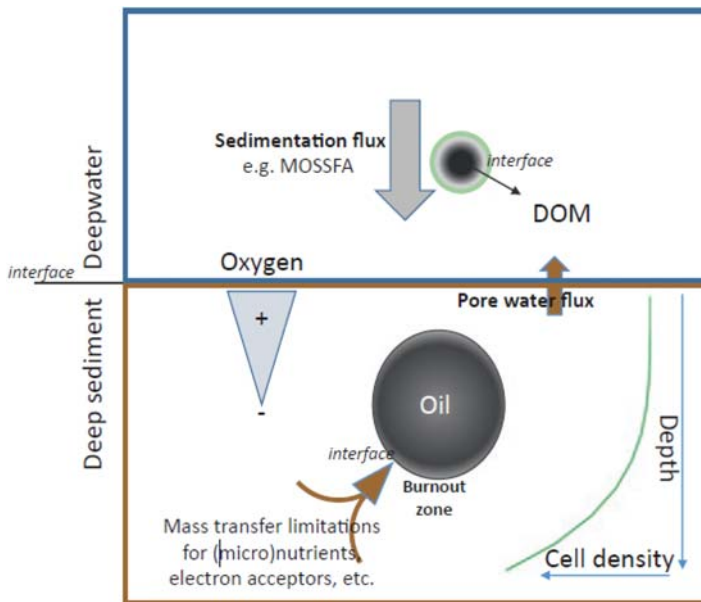 Deepwater
Sedimentation flux
e.g. MOSSFA
interface
DOM
interface
Oxygen
Pore water flux
Deep sediment
+
-
Oil
interface
Burnout
zone
Mass transfer limitations
for (micro)nutrients,
electron acceptors, etc.
Depth
Cell density